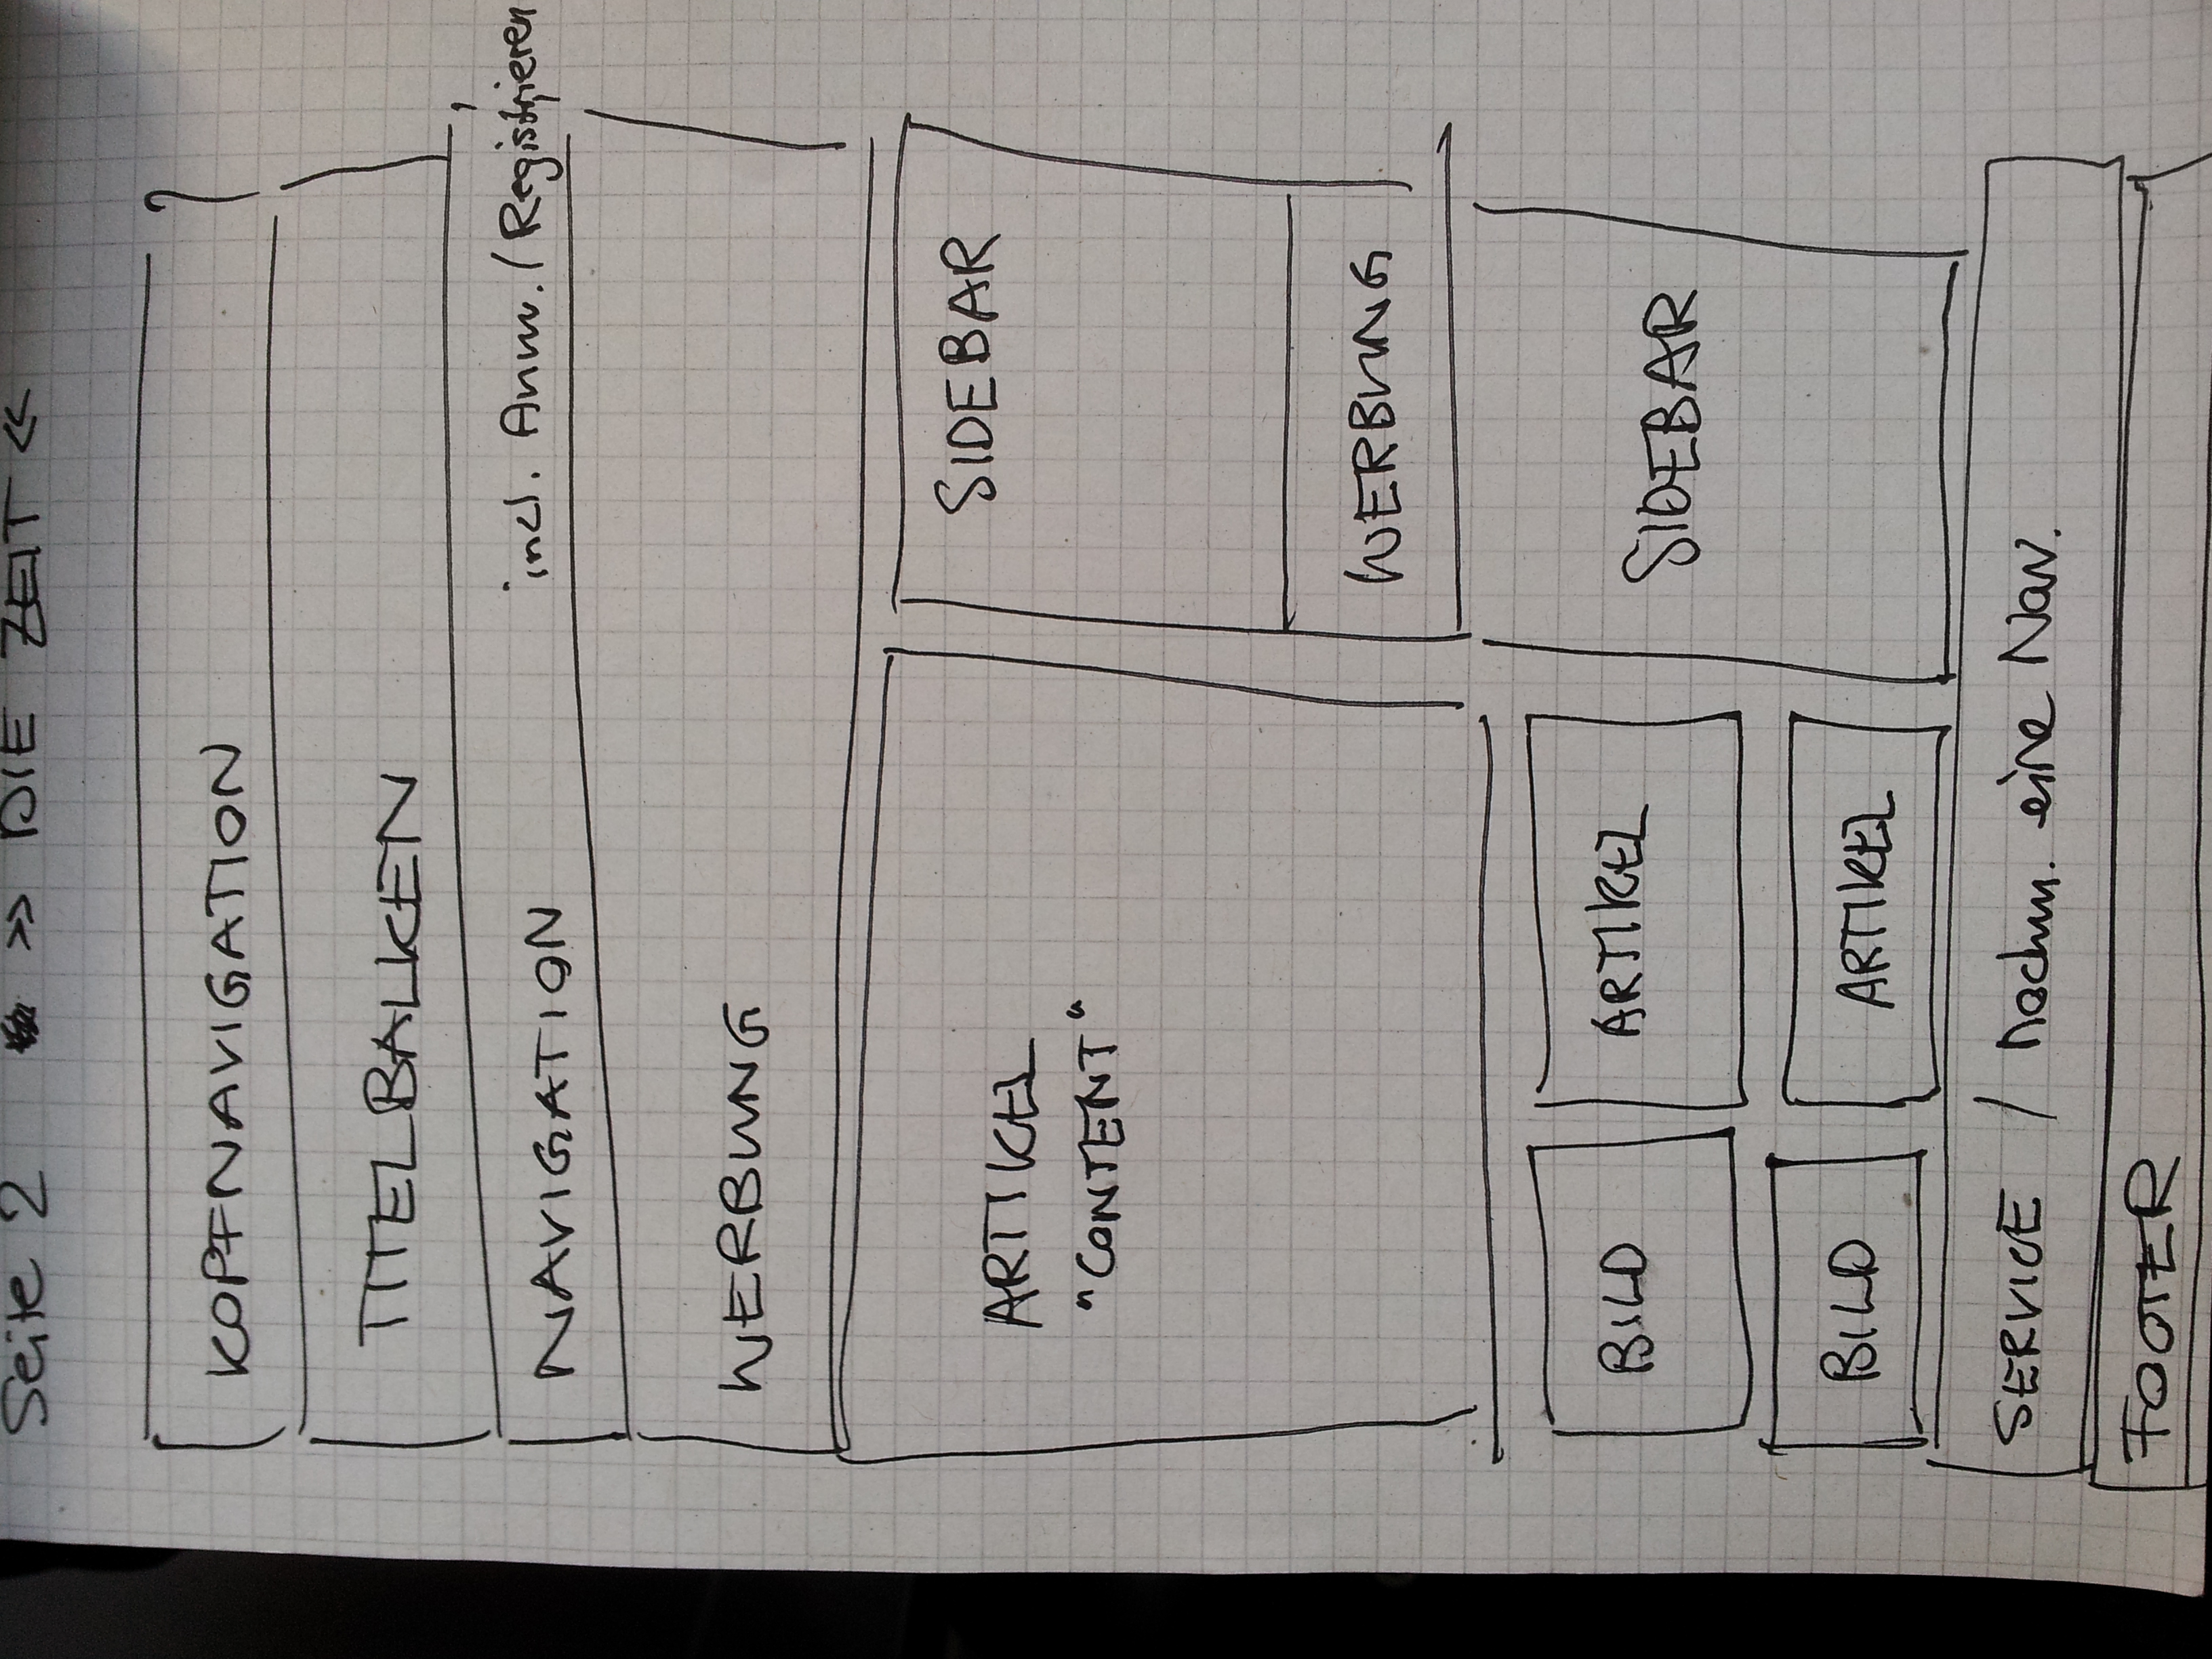 Seite 2 >> DIE ZEIT <<
KOPFNAVIGATION
TITELBALKEN
NAVIGATION incl. Anm./Registrieren
WERBUNG
ARTIKEL
"CONTENT"
SIDEBAR
WERBUNG
BILD ARTIKEL
BILD ARTIKEL
SIDEBAR
SERVICE / nochm. eine Nav.
FOOTER